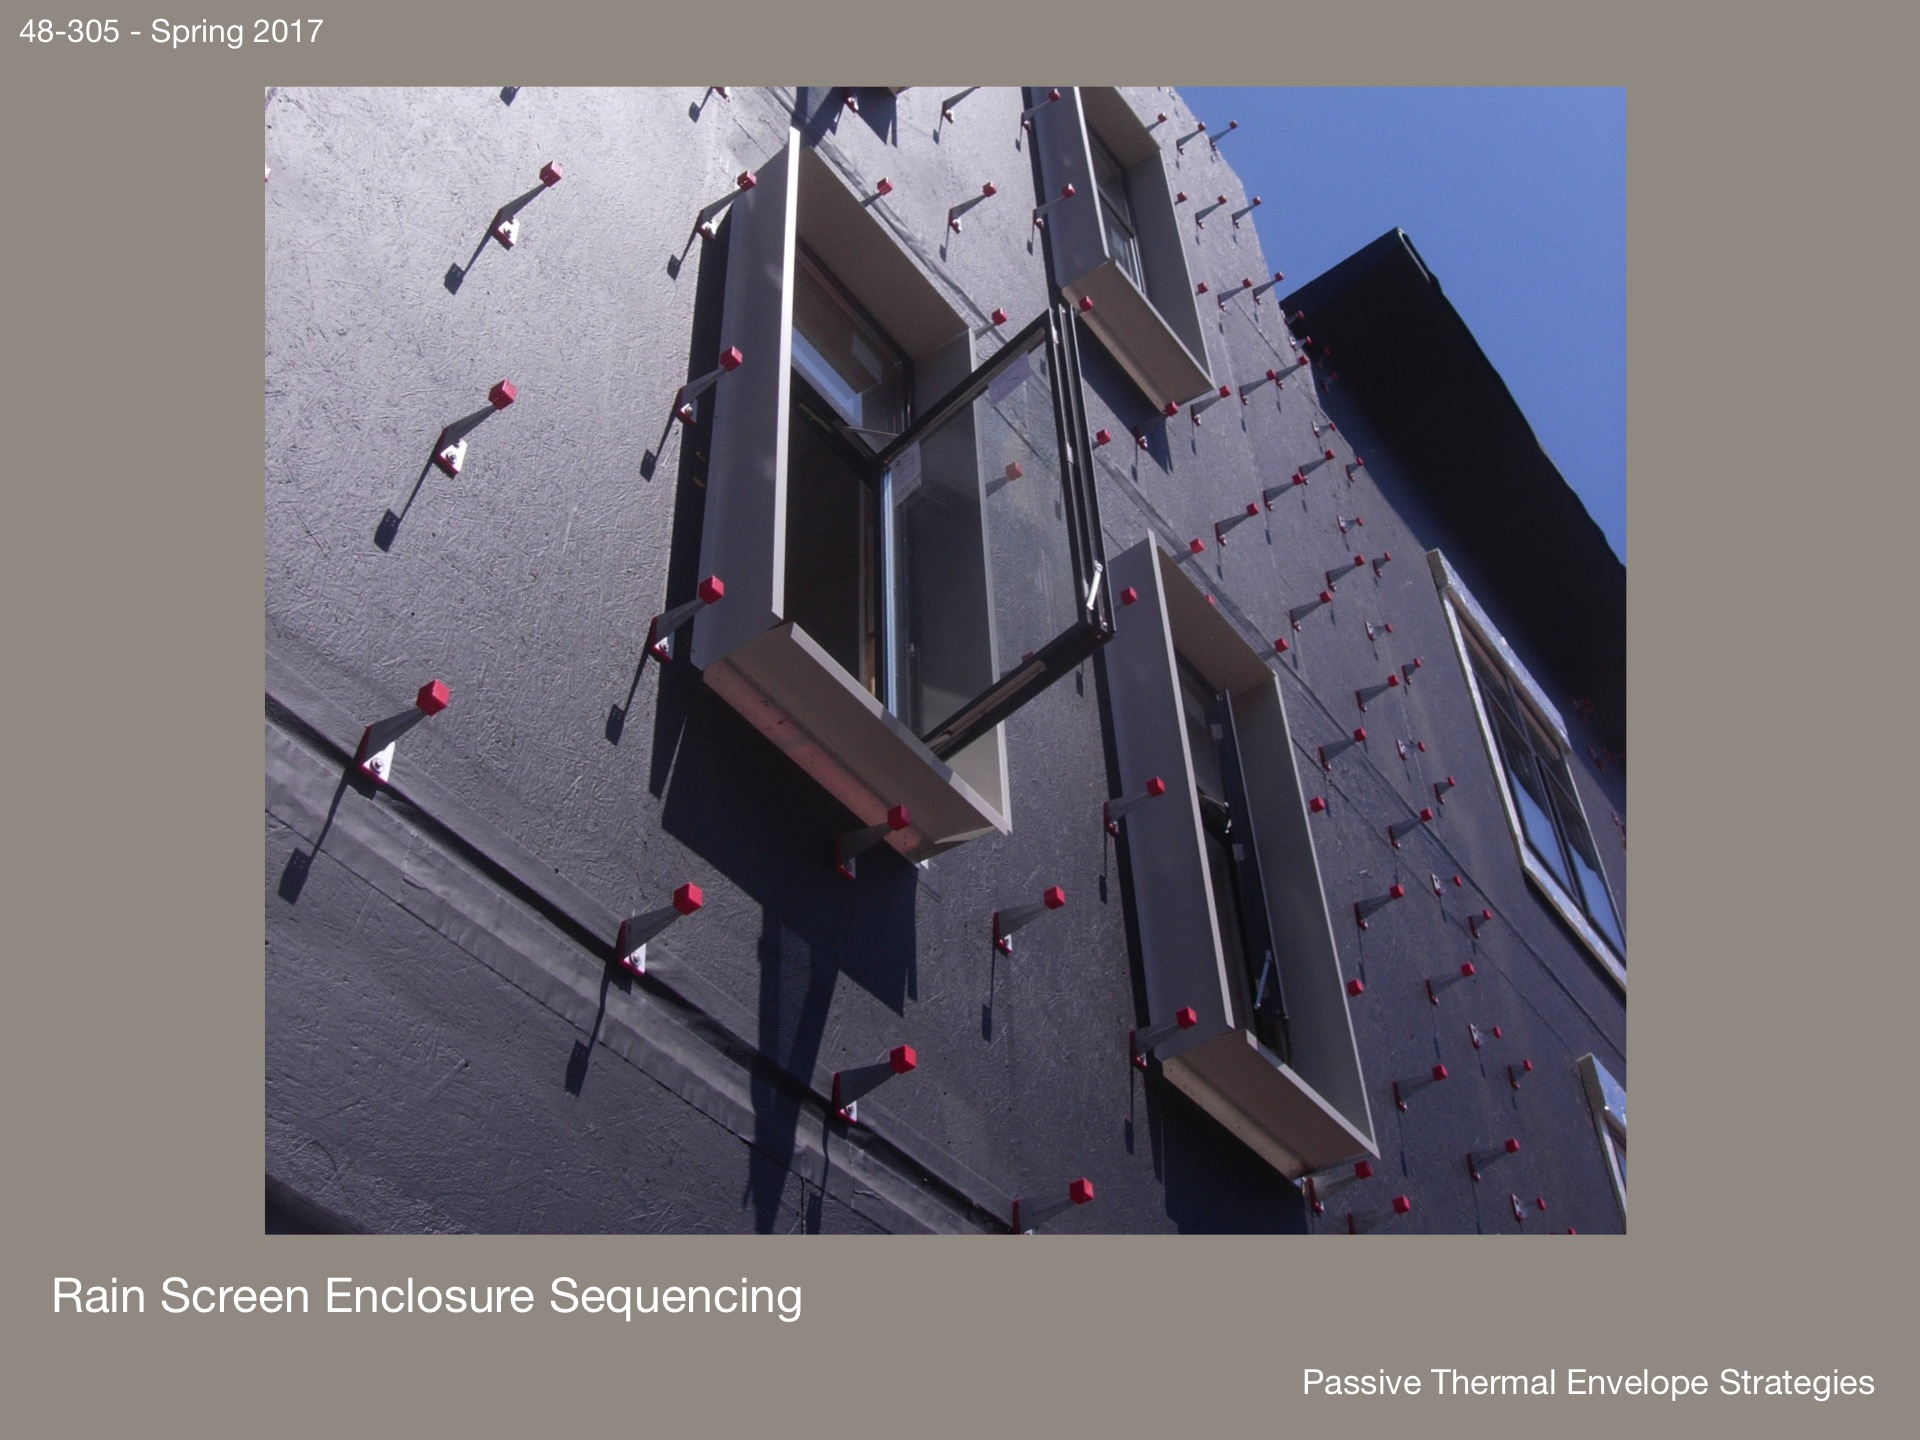 48-305 - Spring 2017
Rain Screen Enclosure Sequencing
Passive Thermal Envelope Strategies